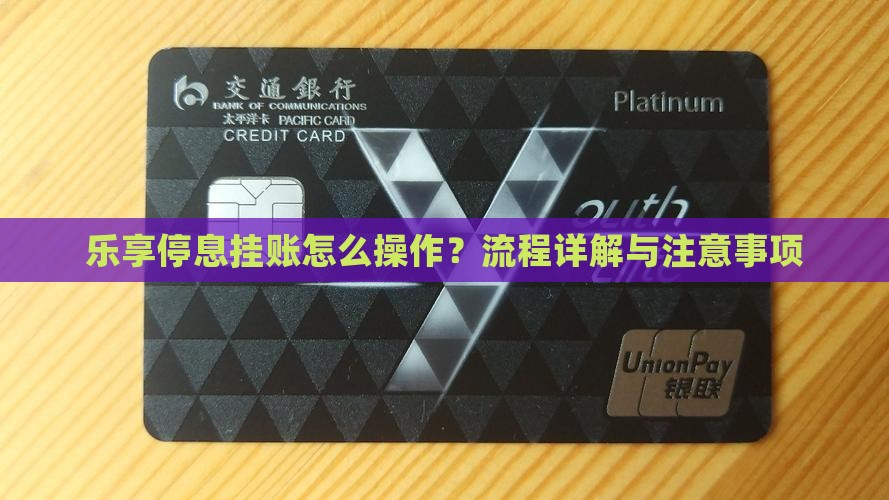 交通銀行
BANK OF COMMUNICATIONS
太平洋卡 PACIFIC CARD
CREDIT CARD
Platinum
outh
乐享停息挂账怎么操作？流程详解与注意事项
UnionPay
银联